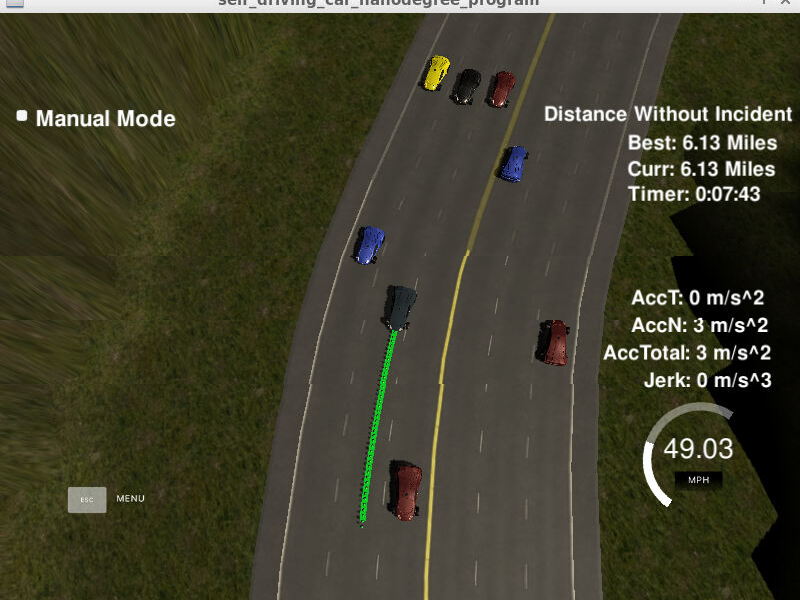 self_driving_car_nanodegree_program
Manual Mode
Distance Without Incident
Best: 6.13 Miles
Curr: 6.13 Miles
Timer: 0:07:43
AccT: 0 m/s^2
AccN: 3 m/s^2
AccTotal: 3 m/s^2
Jerk: 0 m/s^3
49.03
MPH
ESC MENU